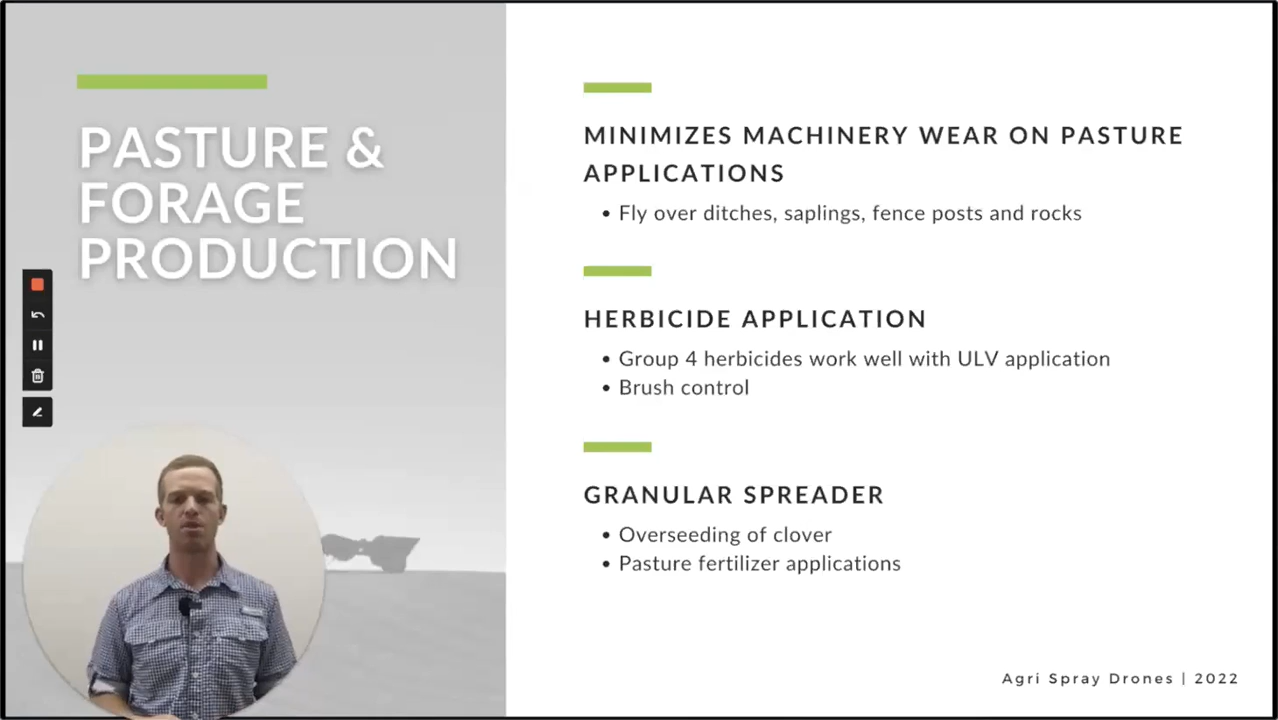 PASTURE &
FORAGE
PRODUCTION
MINIMIZES MACHINERY WEAR ON PASTURE
APPLICATIONS
• Fly over ditches, saplings, fence posts and rocks
HERBICIDE APPLICATION
• Group 4 herbicides work well with ULV application
• Brush control
GRANULAR SPREADER
• Overseeding of clover
• Pasture fertilizer applications
Agri Spray Drones | 2022